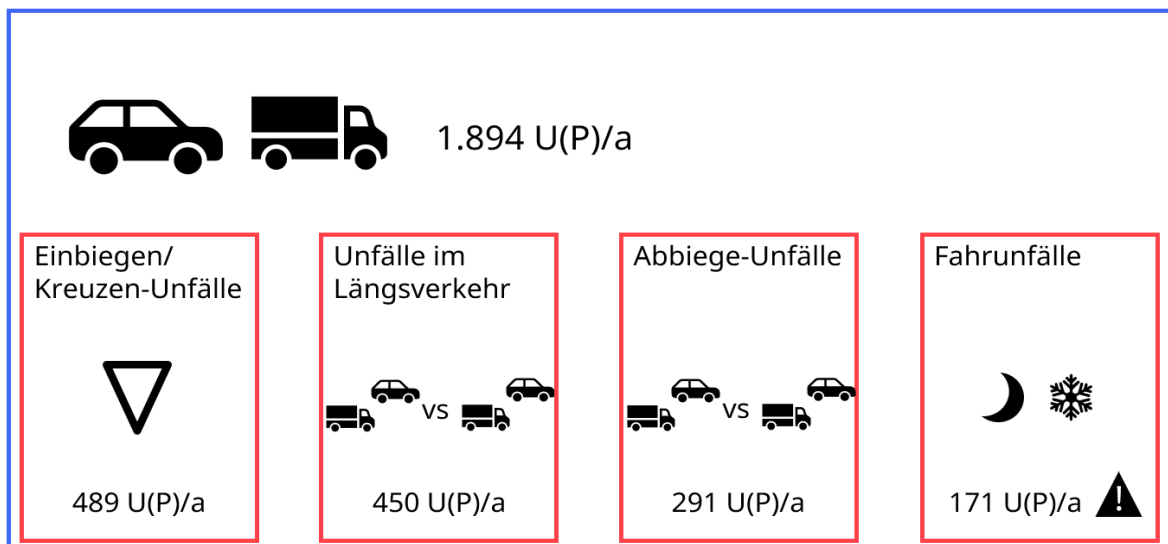 1.894 U(P)/a
Einbiegen/
Kreuzen-Unfälle
489 U(P)/a
Unfälle im
Längsverkehr
vs
450 U(P)/a
Abbiege-Unfälle
vs
291 U(P)/a
Fahrunfälle
171 U(P)/a